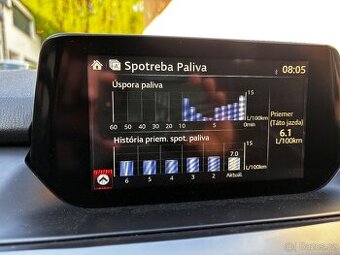 Spotreba Paliva
08:05
Úspora paliva
15
60 50 40 30 20 10 0min
L/100km
Priemer
(Táto jazda)
6.1
L/100km
História priem. spot. paliva
7.0
15
6 5 4 3 2 Aktuál.
L/100km